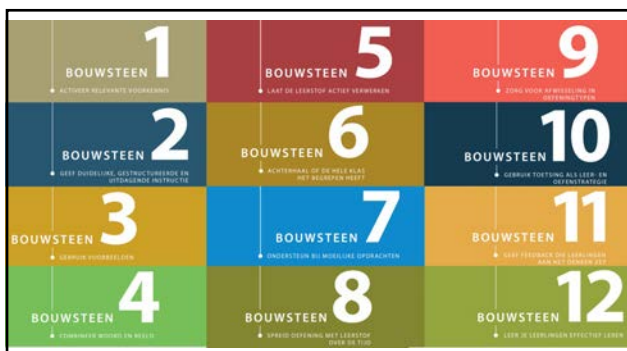 BOUWSTEEN 1
ACTIVEER RELEVANTE VOORKENNIS
BOUWSTEEN 2
GEEF DUIDELIJKE, GESTRUCTUREERDE EN
UITDAGENDE INSTRUCTIE
BOUWSTEEN 3
GEBRUIK VOORBEELDEN
BOUWSTEEN 4
COMBINEER WOORD EN BEELD
BOUWSTEEN 5
LAAT DE LEERSTOF ACTIEF VERWERKEN
BOUWSTEEN 6
ACHTERHAAL OF DE HELE KLAS
HET BEGREPEN HEEFT
BOUWSTEEN 7
ONDERSTEUN BIJ MOEILIJKE OPDRACHTEN
BOUWSTEEN 8
SPREID OEFENING MET LEERSTOF
OVER DE TIJD
BOUWSTEEN 9
ZORG VOOR AFWISSELING IN
OEFENINGTYPEN
BOUWSTEEN 10
GEBRUIK TOETSING ALS LEER- EN
OEFENSTRATEGIE
BOUWSTEEN 11
GEEF FEEDBACK DIE LEERLINGEN
AAN HET DENKEN ZET
BOUWSTEEN 12
LEER JE LEERLINGEN EFFECTIEF LEREN